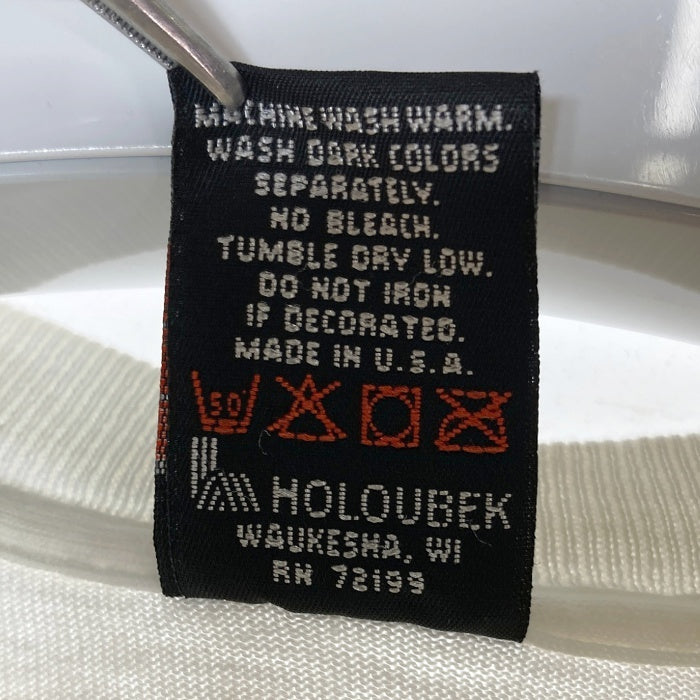 MACHINE WASH WARM.
WASH DARK COLORS
SEPARATELY.
NO BLEACH.
TUMBLE DRY LOW.
DO NOT IRON
IF DECORATED.
MADE IN U.S.A.
50°
HOLOUBEK
WAUKESHA, WI
RN 72199